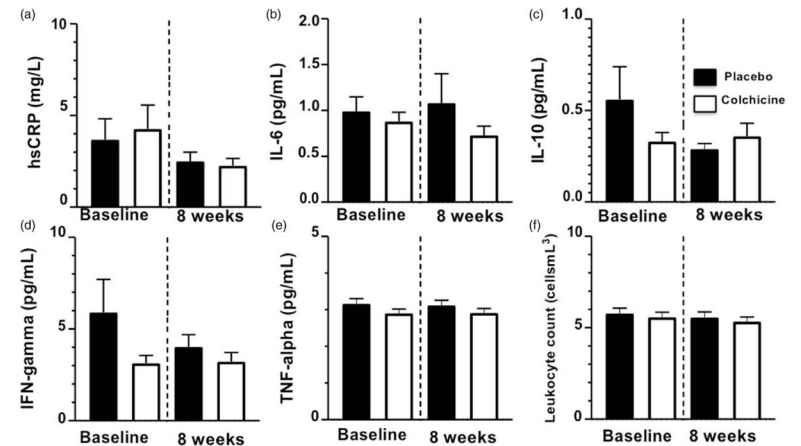 (a)
hsCRP (mg/L)
10
5
0
Baseline 8 weeks
(b)
IL-6 (pg/mL)
2.0
1.5
1.0
0.5
0.0
Baseline 8 weeks
(c)
IL-10 (pg/mL)
1.0
0.5
0.0
Placebo
Colchicine
Baseline 8 weeks
(d)
IFN-gamma (pg/mL)
10
5
0
Baseline 8 weeks
(e)
TNF-alpha (pg/mL)
5
0
Baseline 8 weeks
(f)
Leukocyte count (cellsmL³)
10
5
0
Baseline 8 weeks